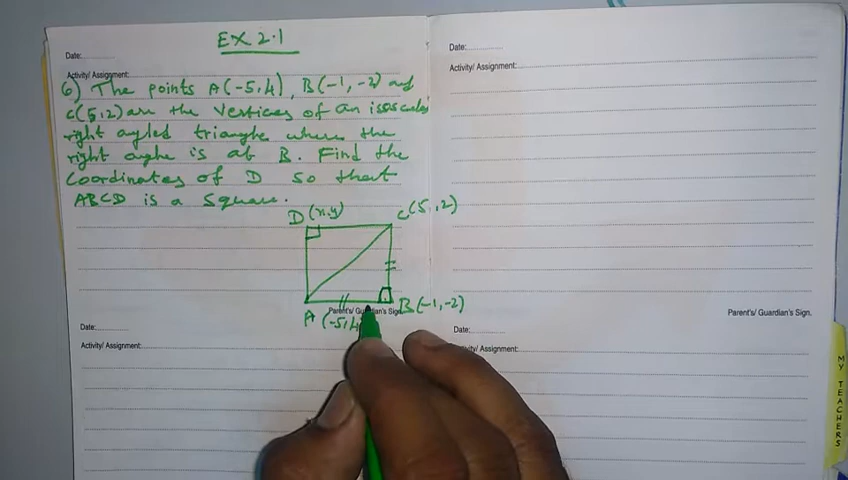 EX 2.1
Date:
Activity/ Assignment:
6) The points A(-5,4), B(-1,-2) and
C(5,2) are the vertices of an isosceles
right agled triangle where the
right angle is at B. Find the
Coordinates of D so that
ABCD is a square.
D (x,y)
C (5,2)
A (-5,4
B (-1,-2)
Parent's/ Guardian's Sign.
Date:
Activity/ Assignment:
Date:
Activity/ Assignment:
Parent's/ Guardian's Sign.
Date:
Assignment:
MY TEACHERS